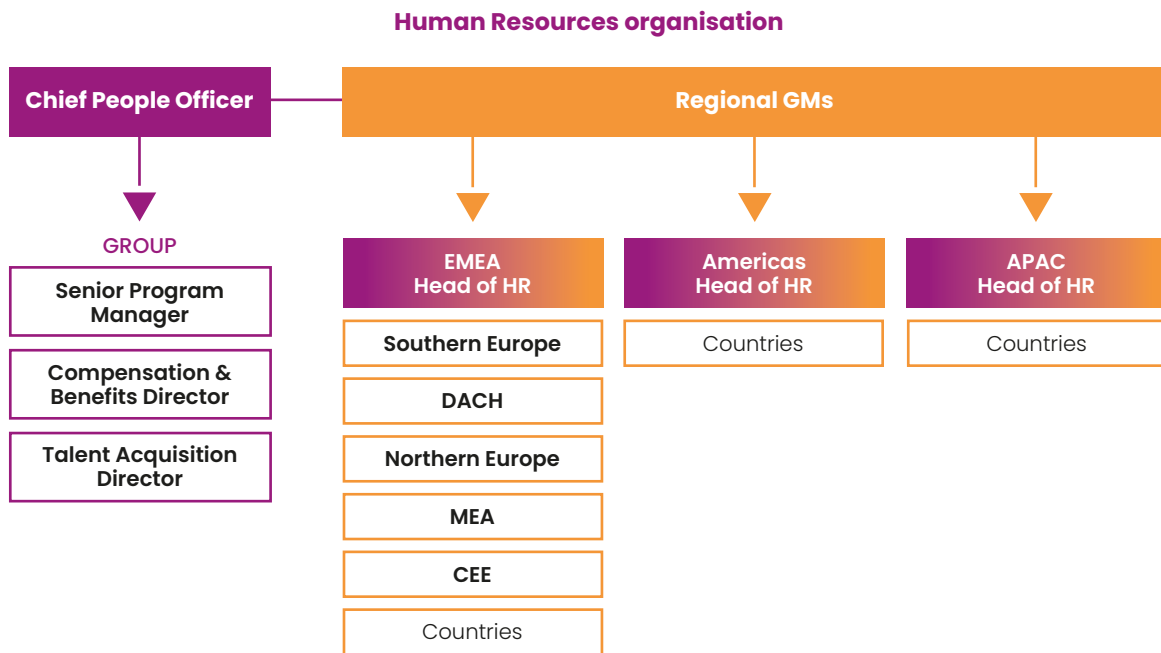 Human Resources organisation
Chief People Officer
Regional GMs
GROUP
Senior Program
Manager
Compensation &
Benefits Director
Talent Acquisition
Director
EMEA
Head of HR
Southern Europe
DACH
Northern Europe
MEA
CEE
Countries
Americas
Head of HR
Countries
APAC
Head of HR
Countries